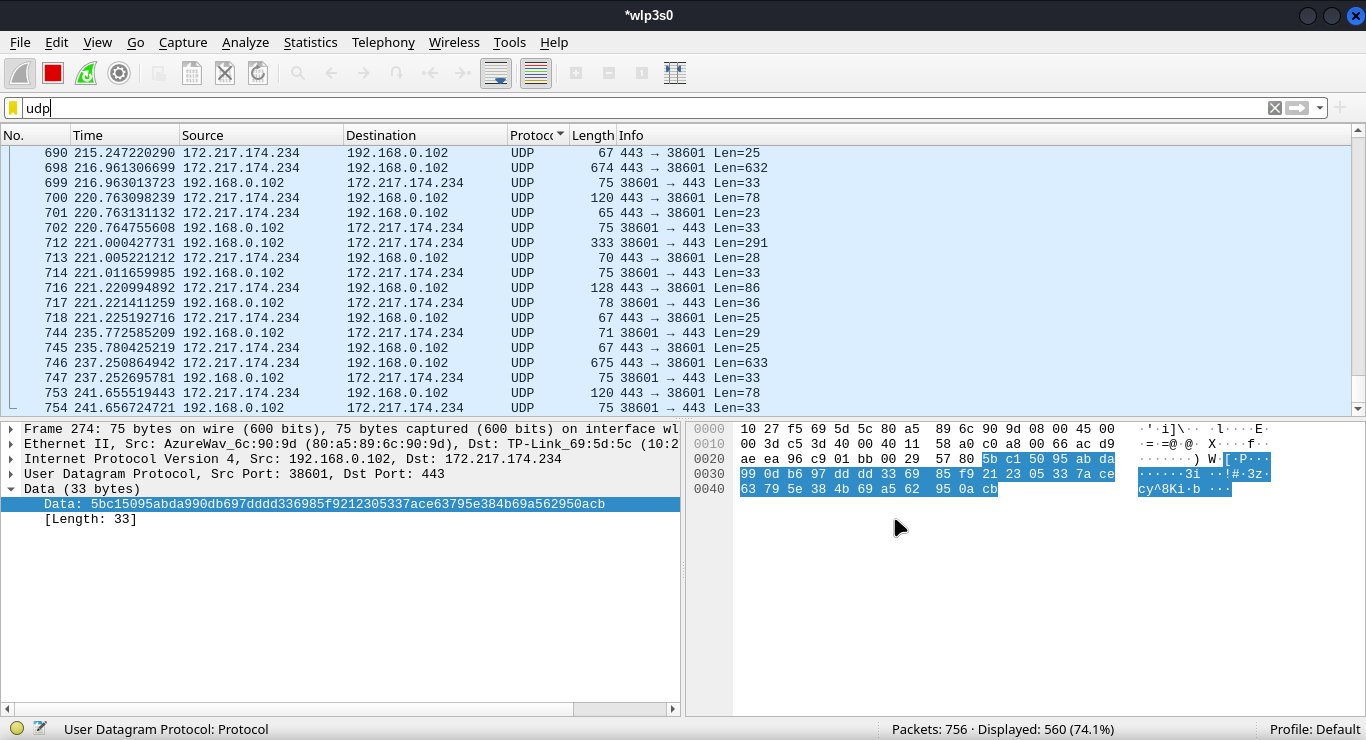 *wlp3s0
File Edit View Go Capture Analyze Statistics Telephony Wireless Tools Help
udp
No. Time Source Destination Protoc Length Info
690 215.247220290 172.217.174.234 192.168.0.102 UDP 67 443 → 38601 Len=25
698 216.961306699 172.217.174.234 192.168.0.102 UDP 674 443 → 38601 Len=632
699 216.963013723 192.168.0.102 172.217.174.234 UDP 75 38601 → 443 Len=33
700 220.763098239 172.217.174.234 192.168.0.102 UDP 120 443 → 38601 Len=78
701 220.763131132 172.217.174.234 192.168.0.102 UDP 65 443 → 38601 Len=23
702 220.764755608 192.168.0.102 172.217.174.234 UDP 75 38601 → 443 Len=33
712 221.000427731 192.168.0.102 172.217.174.234 UDP 333 38601 → 443 Len=291
713 221.005221212 172.217.174.234 192.168.0.102 UDP 70 443 → 38601 Len=28
714 221.011659985 192.168.0.102 172.217.174.234 UDP 75 38601 → 443 Len=33
716 221.220994892 172.217.174.234 192.168.0.102 UDP 128 443 → 38601 Len=86
717 221.221411259 192.168.0.102 172.217.174.234 UDP 78 38601 → 443 Len=36
718 221.225192716 172.217.174.234 192.168.0.102 UDP 67 443 → 38601 Len=25
744 235.772585209 192.168.0.102 172.217.174.234 UDP 71 38601 → 443 Len=29
745 235.780425219 172.217.174.234 192.168.0.102 UDP 67 443 → 38601 Len=25
746 237.250864942 172.217.174.234 192.168.0.102 UDP 675 443 → 38601 Len=633
747 237.252695781 192.168.0.102 172.217.174.234 UDP 75 38601 → 443 Len=33
753 241.655519443 172.217.174.234 192.168.0.102 UDP 120 443 → 38601 Len=78
754 241.656724721 192.168.0.102 172.217.174.234 UDP 75 38601 → 443 Len=33
Frame 274: 75 bytes on wire (600 bits), 75 bytes captured (600 bits) on interface wl
Ethernet II, Src: AzureWav_6c:90:9d (80:a5:89:6c:90:9d), Dst: TP-Link_69:5d:5c (10:2
Internet Protocol Version 4, Src: 192.168.0.102, Dst: 172.217.174.234
User Datagram Protocol, Src Port: 38601, Dst Port: 443
Data (33 bytes)
Data: 5bc15095abda990db697dddd336985f9212305337ace63795e384b69a562950acb
[Length: 33]
0000 10 27 f5 69 5d 5c 80 a5 89 6c 90 9d 08 00 45 00 ·'·i]\·· ·l····E·
0010 00 3d c5 3d 40 00 40 11 58 a0 c0 a8 00 66 ac d9 ·=·=@·@· X····f··
0020 ae ea 96 c9 01 bb 00 29 57 80 5b c1 50 95 ab da ·······) W·[·P···
0030 99 0d b6 97 dd dd 33 69 85 f9 21 23 05 33 7a ce ······3i ··!#·3z·
0040 63 79 5e 38 4b 69 a5 62 95 0a cb cy^8Ki·b ···
User Datagram Protocol: Protocol
Packets: 756 · Displayed: 560 (74.1%)
Profile: Default